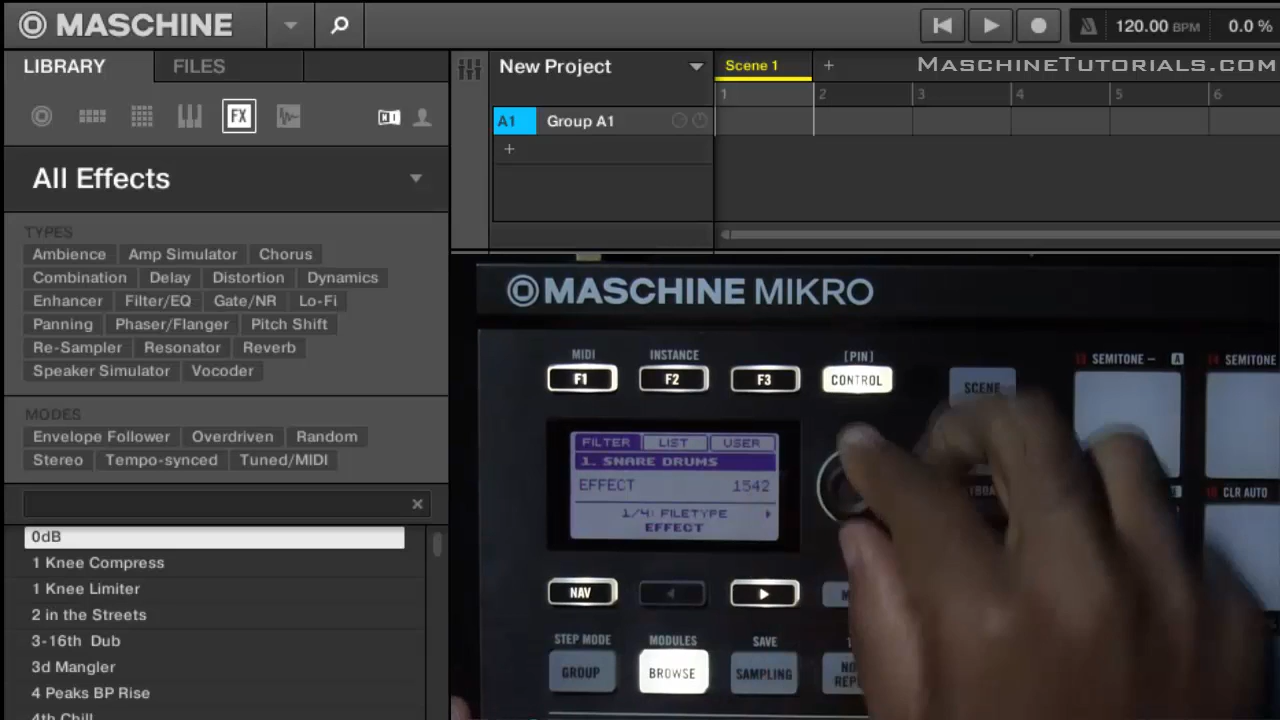 MASCHINE
120.00 BPM 0.0 %
LIBRARY FILES
New Project
Scene 1 +
MASCHINETUTORIALS.COM
1 2 3 4 5 6
FX
A1 Group A1
+
All Effects
TYPES
Ambience Amp Simulator Chorus
Combination Delay Distortion Dynamics
Enhancer Filter/EQ Gate/NR Lo-Fi
Panning Phaser/Flanger Pitch Shift
Re-Sampler Resonator Reverb
Speaker Simulator Vocoder
MODES
Envelope Follower Overdriven Random
Stereo Tempo-synced Tuned/MIDI
0dB
1 Knee Compress
1 Knee Limiter
2 in the Streets
3-16th Dub
3d Mangler
4 Peaks BP Rise
4th Chill
MASCHINE MIKRO
MIDI INSTANCE [PIN]
F1 F2 F3 CONTROL
SCENE
SEMITONE - A
SEMITONE
FILTER LIST USER
1. SNARE DRUMS
EFFECT 1542
1/4: FILETYPE
EFFECT
CLR AUTO
NAV
STEP MODE MODULES SAVE
GROUP BROWSE SAMPLING